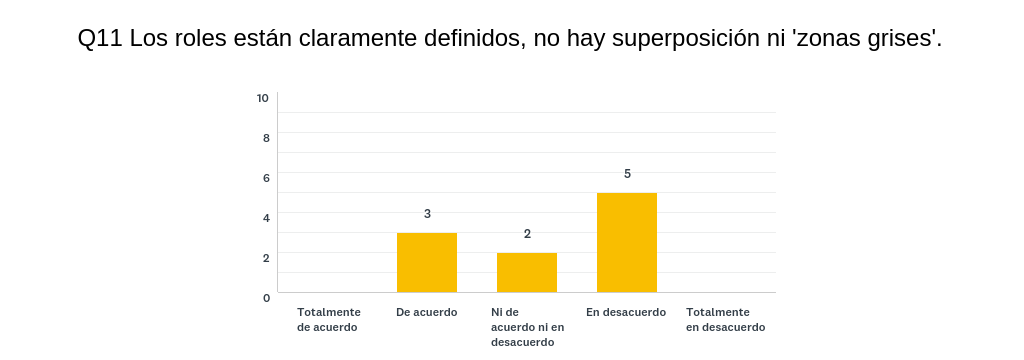 Q11 Los roles están claramente definidos, no hay superposición ni 'zonas grises'.
10
8
6
4
2
0
3
2
5
Totalmente
de acuerdo
De acuerdo
Ni de
acuerdo ni en
desacuerdo
En desacuerdo
Totalmente
en desacuerdo